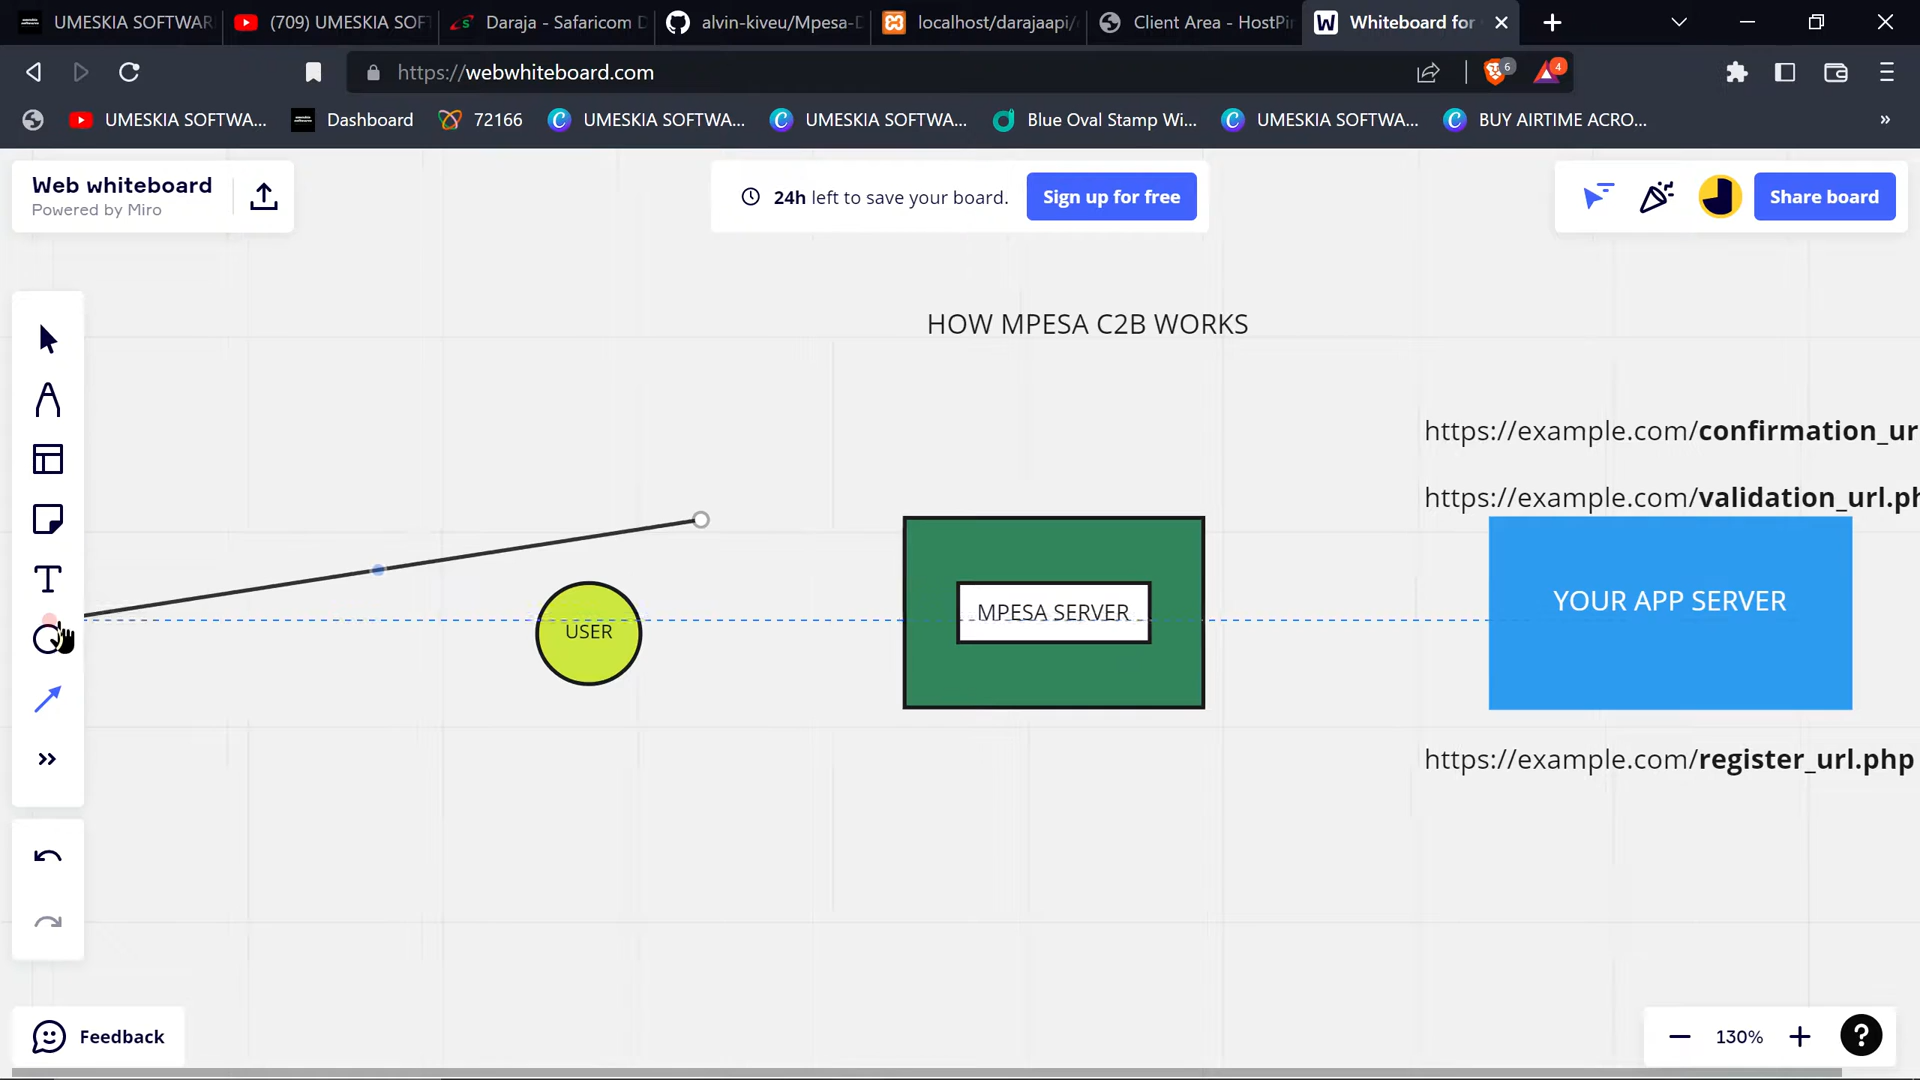 UMESKIA SOFTWAR
(709) UMESKIA SOF
Daraja - Safaricom D
alvin-kiveu/Mpesa-D
localhost/darajaapi/
Client Area - HostPi
Whiteboard for
https://webwhiteboard.com
6
4
UMESKIA SOFTWA...
Dashboard
72166
UMESKIA SOFTWA...
UMESKIA SOFTWA...
Blue Oval Stamp Wi...
UMESKIA SOFTWA...
BUY AIRTIME ACRO...
Web whiteboard
Powered by Miro
24h left to save your board.
Sign up for free
Share board
HOW MPESA C2B WORKS
https://example.com/confirmation_ur
https://example.com/validation_url.ph
USER
MPESA SERVER
YOUR APP SERVER
https://example.com/register_url.php
Feedback
130%